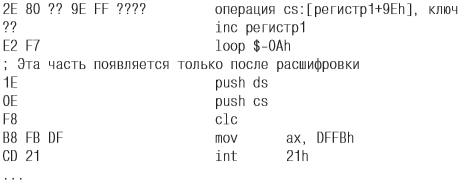 2E 80 ?? 9E FF ???? операция cs:[регистр1+9Eh], ключ
?? inc регистр1
E2 F7 loop $-0Ah
; Эта часть появляется только после расшифровки
1E push ds
0E push cs
F8 clc
B8 FB DF mov ax, DFFBh
CD 21 int 21h
...